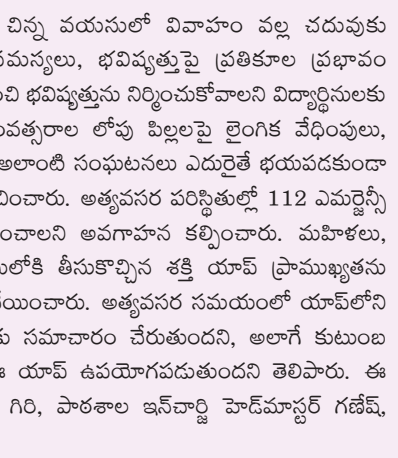 చిన్న వయసులో వివాహం వల్ల చదువుకు
సమస్యలు, భవిష్యత్తుపై ప్రతికూల ప్రభావం
చి భవిష్యత్తును నిర్మించుకోవాలని విద్యార్థినులకు
వత్సరాల లోపు పిల్లలపై లైంగిక వేధింపులు,
అలాంటి సంఘటనలు ఎదురైతే భయపడకుండా
చించారు. అత్యవసర పరిస్థితుల్లో 112 ఎమర్జెన్సీ
ంచాలని అవగాహన కల్పించారు. మహిళలు,
లోకి తీసుకొచ్చిన శక్తి యాప్ ప్రాముఖ్యతను
యించారు. అత్యవసర సమయంలో యాప్‌లోని
కు సమాచారం చేరుతుందని, అలాగే కుటుంబ
ఈ యాప్ ఉపయోగపడుతుందని తెలిపారు. ఈ
గిరి, పాఠశాల ఇన్‌చార్జి హెడ్‌మాస్టర్ గణేష్,